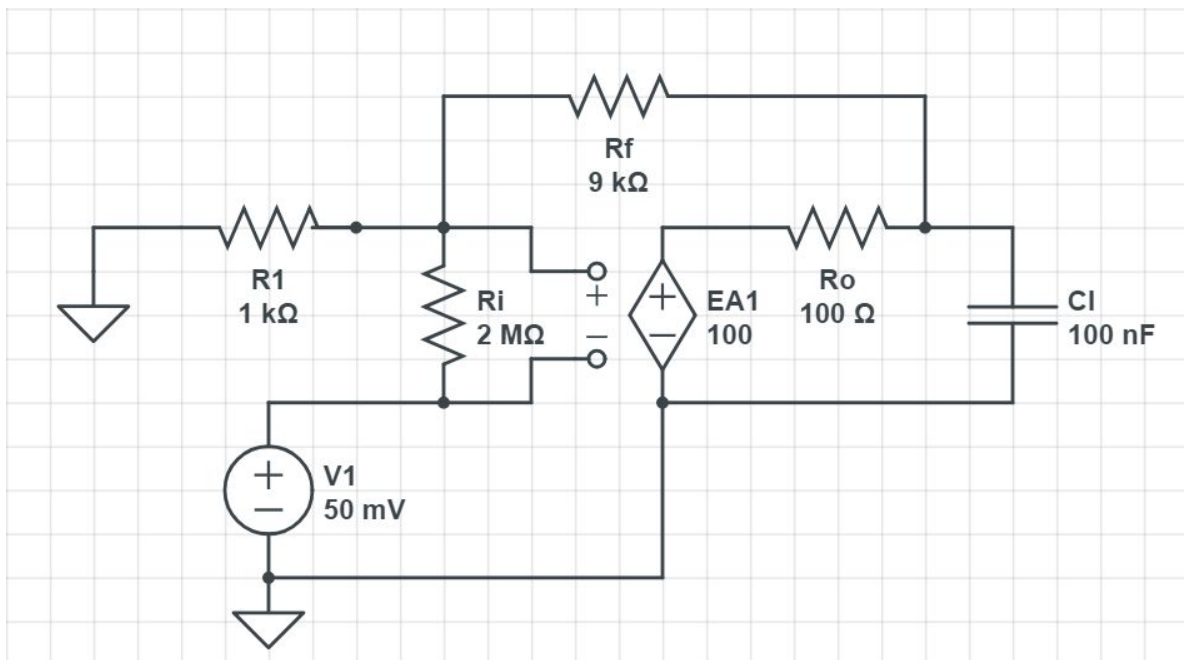 Rf
9 kΩ
R1
1 kΩ
Ri
2 MΩ
+
−
+
−
EA1
100
Ro
100 Ω
Cl
100 nF
+
−
V1
50 mV